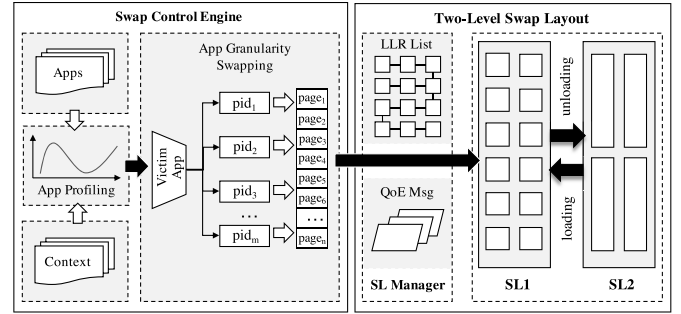 Swap Control Engine
Apps
App Profiling
Context
App Granularity
Swapping
Victim
App
pid1
pid2
pid3
...
pidm
page1
page2
page3
page4
page5
page6
...
pagen
Two-Level Swap Layout
LLR List
QoE Msg
SL Manager
unloading
loading
SL1
SL2